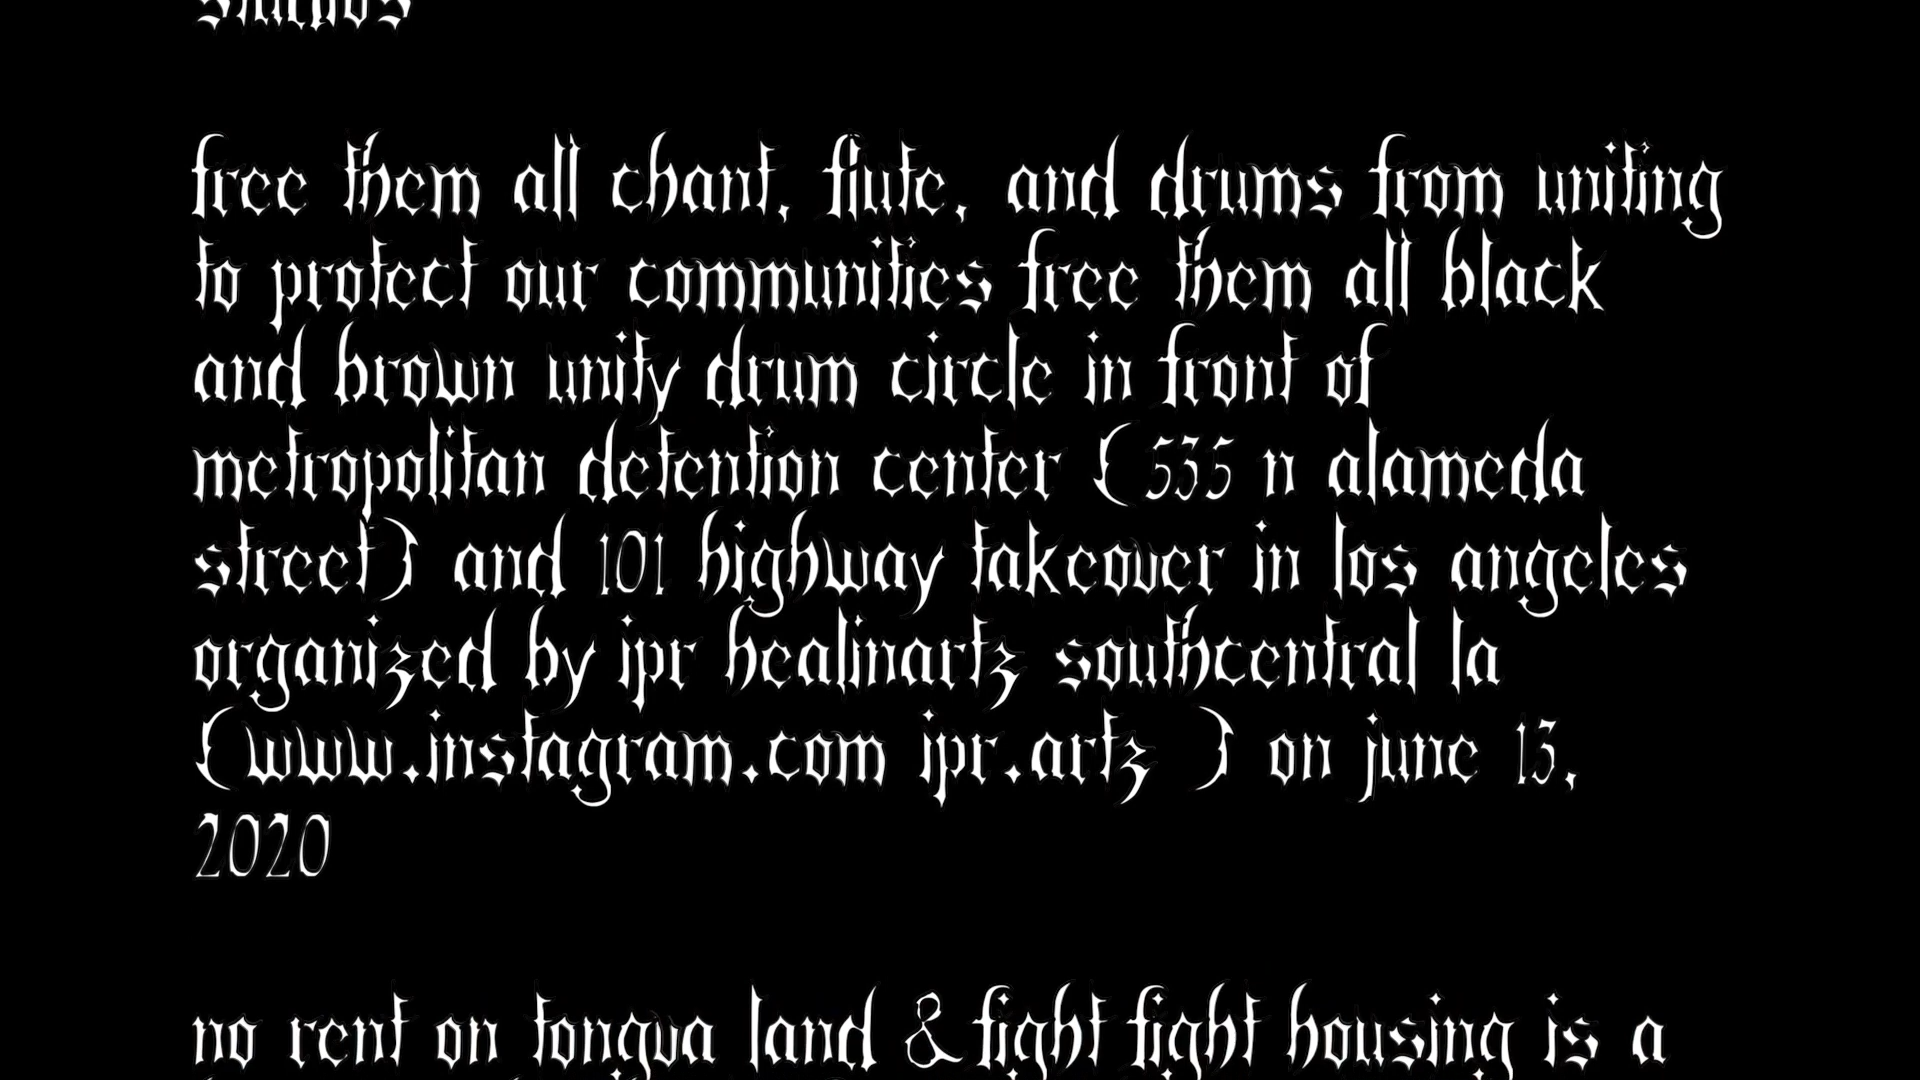 studios
free them all chant, flute, and drums from uniting
to protect our communities free them all black
and brown unity drum circle in front of
metropolitan detention center (535 n alameda
street) and 101 highway takeover in los angeles
organized by ipr healinartz southcentral la
(www.instagram.com ipr.artz ) on june 13,
2020
no rent on tongva land & fight fight housing is a